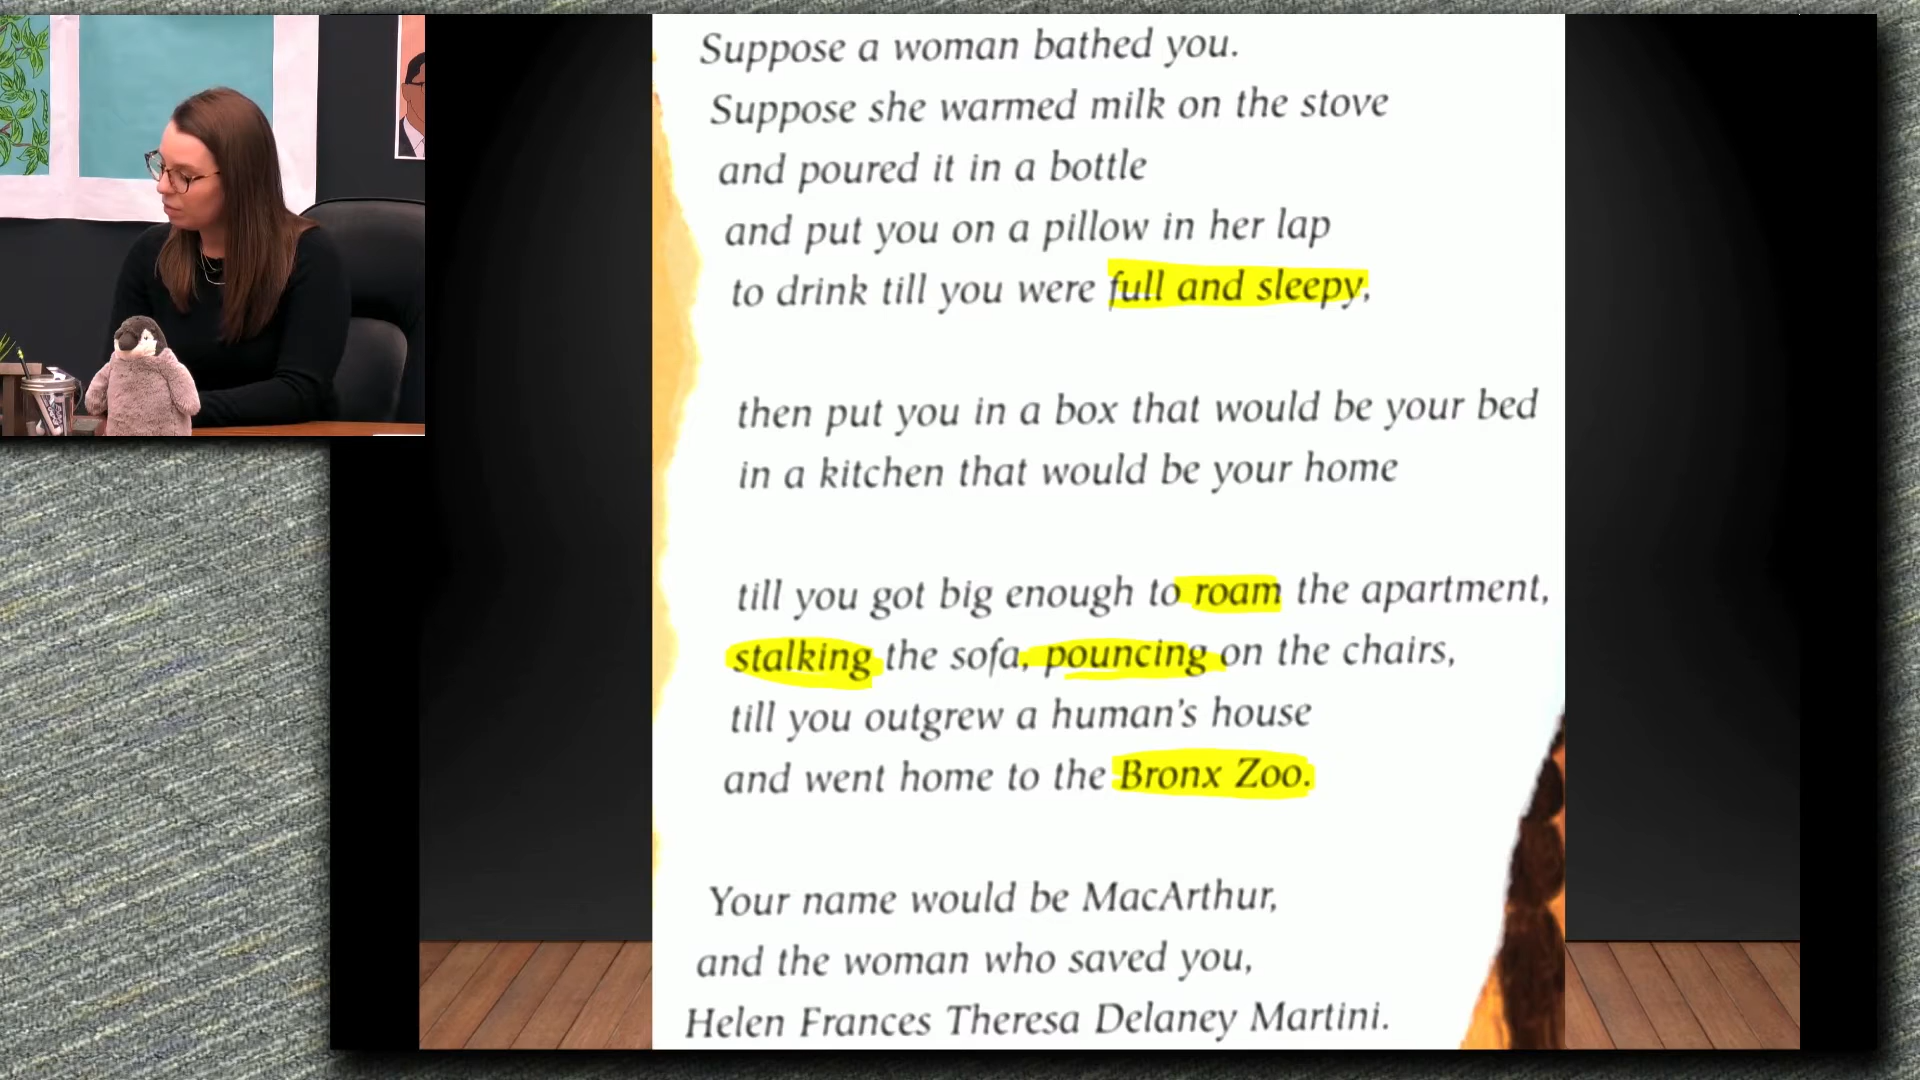 Suppose a woman bathed you.
Suppose she warmed milk on the stove
and poured it in a bottle
and put you on a pillow in her lap
to drink till you were full and sleepy,
then put you in a box that would be your bed
in a kitchen that would be your home
till you got big enough to roam the apartment,
stalking the sofa, pouncing on the chairs,
till you outgrew a human's house
and went home to the Bronx Zoo.
Your name would be MacArthur,
and the woman who saved you,
Helen Frances Theresa Delaney Martini.